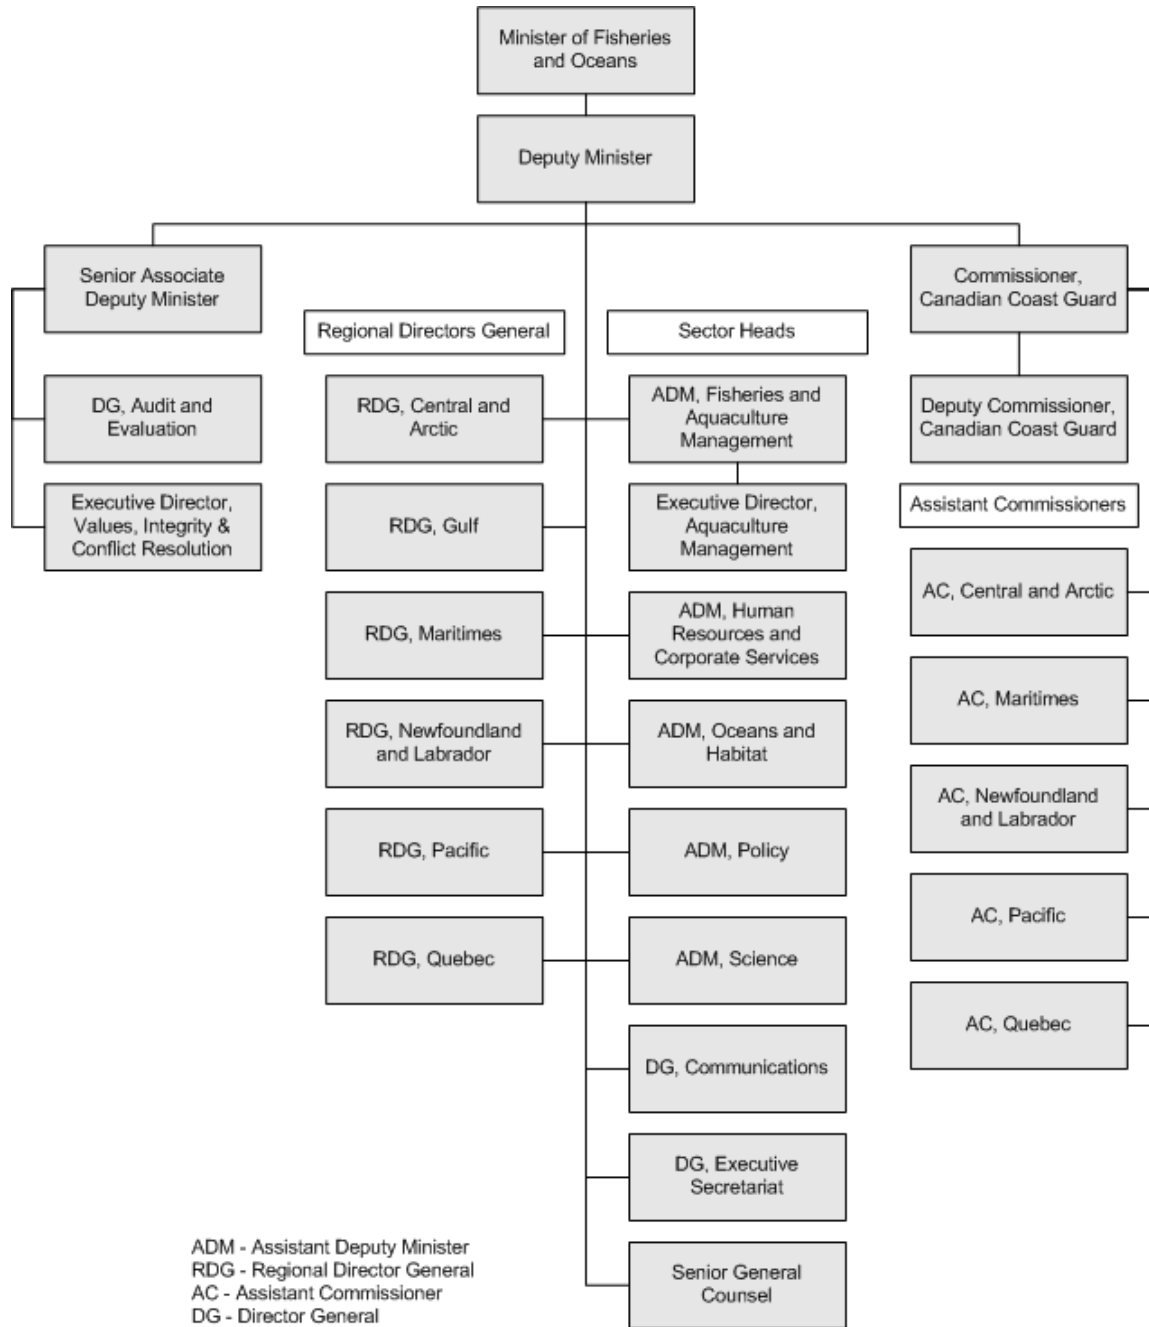 Minister of Fisheries
and Oceans
Deputy Minister
Senior Associate
Deputy Minister
DG, Audit and
Evaluation
Executive Director,
Values, Integrity &
Conflict Resolution
Regional Directors General
RDG, Central and
Arctic
RDG, Gulf
RDG, Maritimes
RDG, Newfoundland
and Labrador
RDG, Pacific
RDG, Quebec
Sector Heads
ADM, Fisheries and
Aquaculture
Management
Executive Director,
Aquaculture
Management
ADM, Human
Resources and
Corporate Services
ADM, Oceans and
Habitat
ADM, Policy
ADM, Science
DG, Communications
DG, Executive
Secretariat
Senior General
Counsel
Commissioner,
Canadian Coast Guard
Deputy Commissioner,
Canadian Coast Guard
Assistant Commissioners
AC, Central and Arctic
AC, Maritimes
AC, Newfoundland
and Labrador
AC, Pacific
AC, Quebec
ADM - Assistant Deputy Minister
RDG - Regional Director General
AC - Assistant Commissioner
DG - Director General